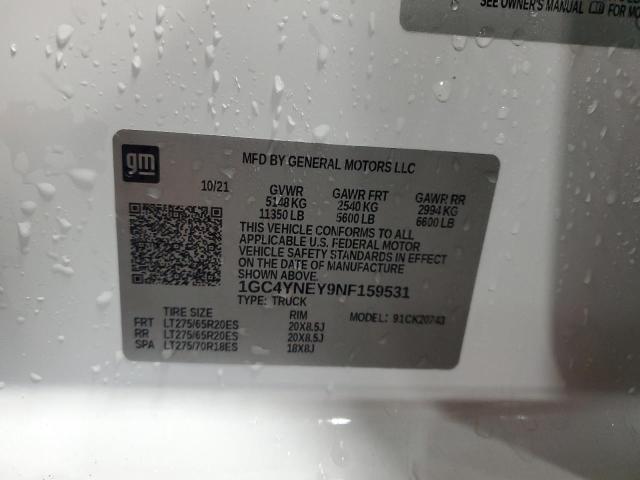 SEE OWNER'S MANUAL FOR
gm
MFD BY GENERAL MOTORS LLC
10/21 GVWR GAWR FRT GAWR RR
5148 KG 2540 KG 2994 KG
11350 LB 5600 LB 6600 LB
THIS VEHICLE CONFORMS TO ALL
APPLICABLE U.S. FEDERAL MOTOR
VEHICLE SAFETY STANDARDS IN EFFECT
ON THE DATE OF MANUFACTURE
SHOWN ABOVE.
1GC4YNEY9NF159531
TYPE: TRUCK
TIRE SIZE RIM MODEL: 91CK20743
FRT LT275/65R20ES 20X8.5J
RR LT275/65R20ES 20X8.5J
SPA LT275/70R18ES 18X8J